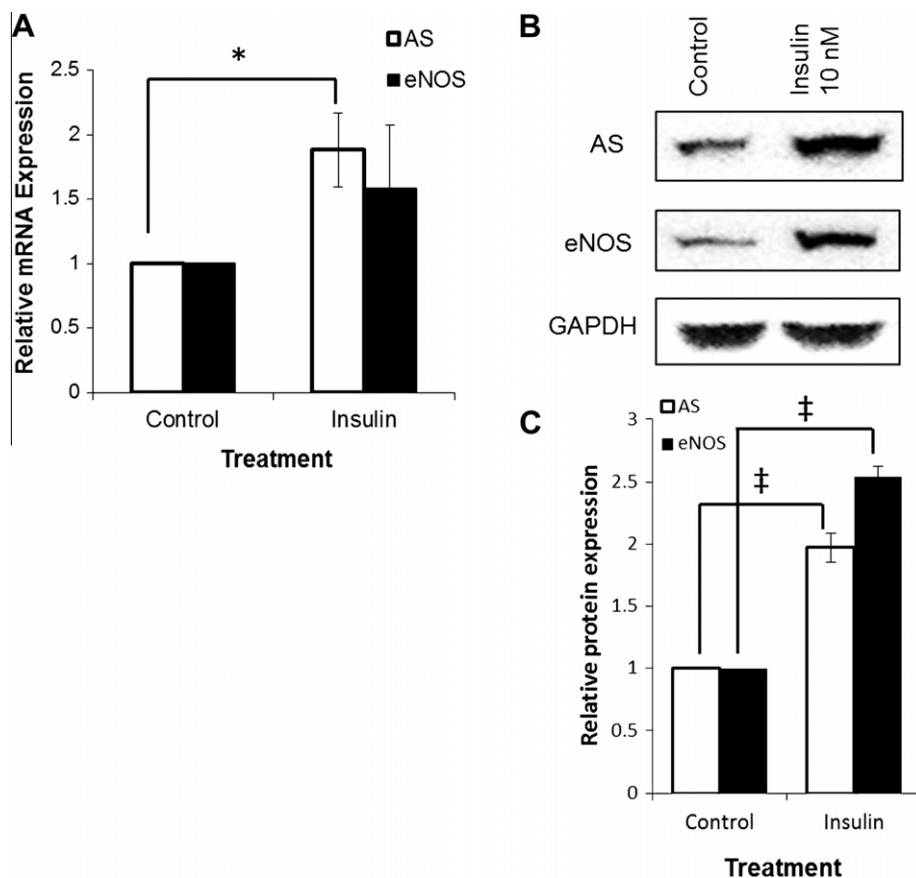 A
AS
eNOS
*
2.5
2
1.5
1
0.5
0
Relative mRNA Expression
Control Insulin
Treatment
B
Control
Insulin
10 nM
AS
eNOS
GAPDH
C
AS
eNOS
‡
‡
3
2.5
2
1.5
1
0.5
0
Relative protein expression
Control Insulin
Treatment